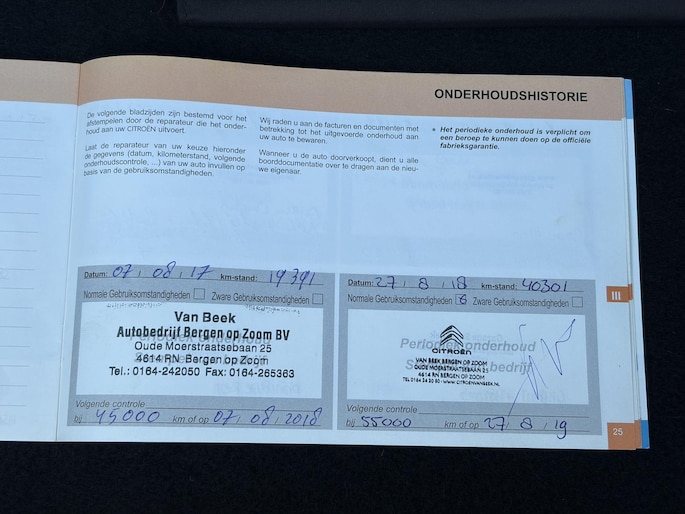 ONDERHOUDSHISTORIE
De volgende bladzijden zijn bestemd voor het
afstempelen door de reparateur die het onder-
houd aan uw CITROËN uitvoert.
Laat de reparateur van uw keuze hieronder
de gegevens (datum, kilometerstand, volgende
onderhoudscontrole, ...) van uw auto invullen op
basis van de gebruiksomstandigheden.
Wij raden u aan de facturen en documenten met
betrekking tot het uitgevoerde onderhoud aan
uw auto te bewaren.
Wanneer u de auto doorverkoopt, dient u alle
boorddocumentatie over te dragen aan de nieu-
we eigenaar.
Het periodieke onderhoud is verplicht om
een beroep te kunnen doen op de officiële
fabrieksgarantie.
Datum: 07 / 08 / 17 km-stand: 19391
Normale Gebruiksomstandigheden Zware Gebruiksomstandigheden
Van Beek
Autobedrijf Bergen op Zoom BV
Oude Moerstraatsebaan 25
4614 RN Bergen op Zoom
Tel.: 0164-242050 Fax: 0164-265363
Volgende controle
bij 45000 km of op 07 / 08 / 2018
Datum: 27 / 8 / 18 km-stand: 40301
Normale Gebruiksomstandigheden Zware Gebruiksomstandigheden
Periodiek onderhoud
CITROËN
VAN BEEK BERGEN OP ZOOM
OUDE MOERSTRAATSEBAAN 21
4614 RN BERGEN OP ZOOM
Volgende controle
bij 55000 km of op 27 / 8 / 19
III
25